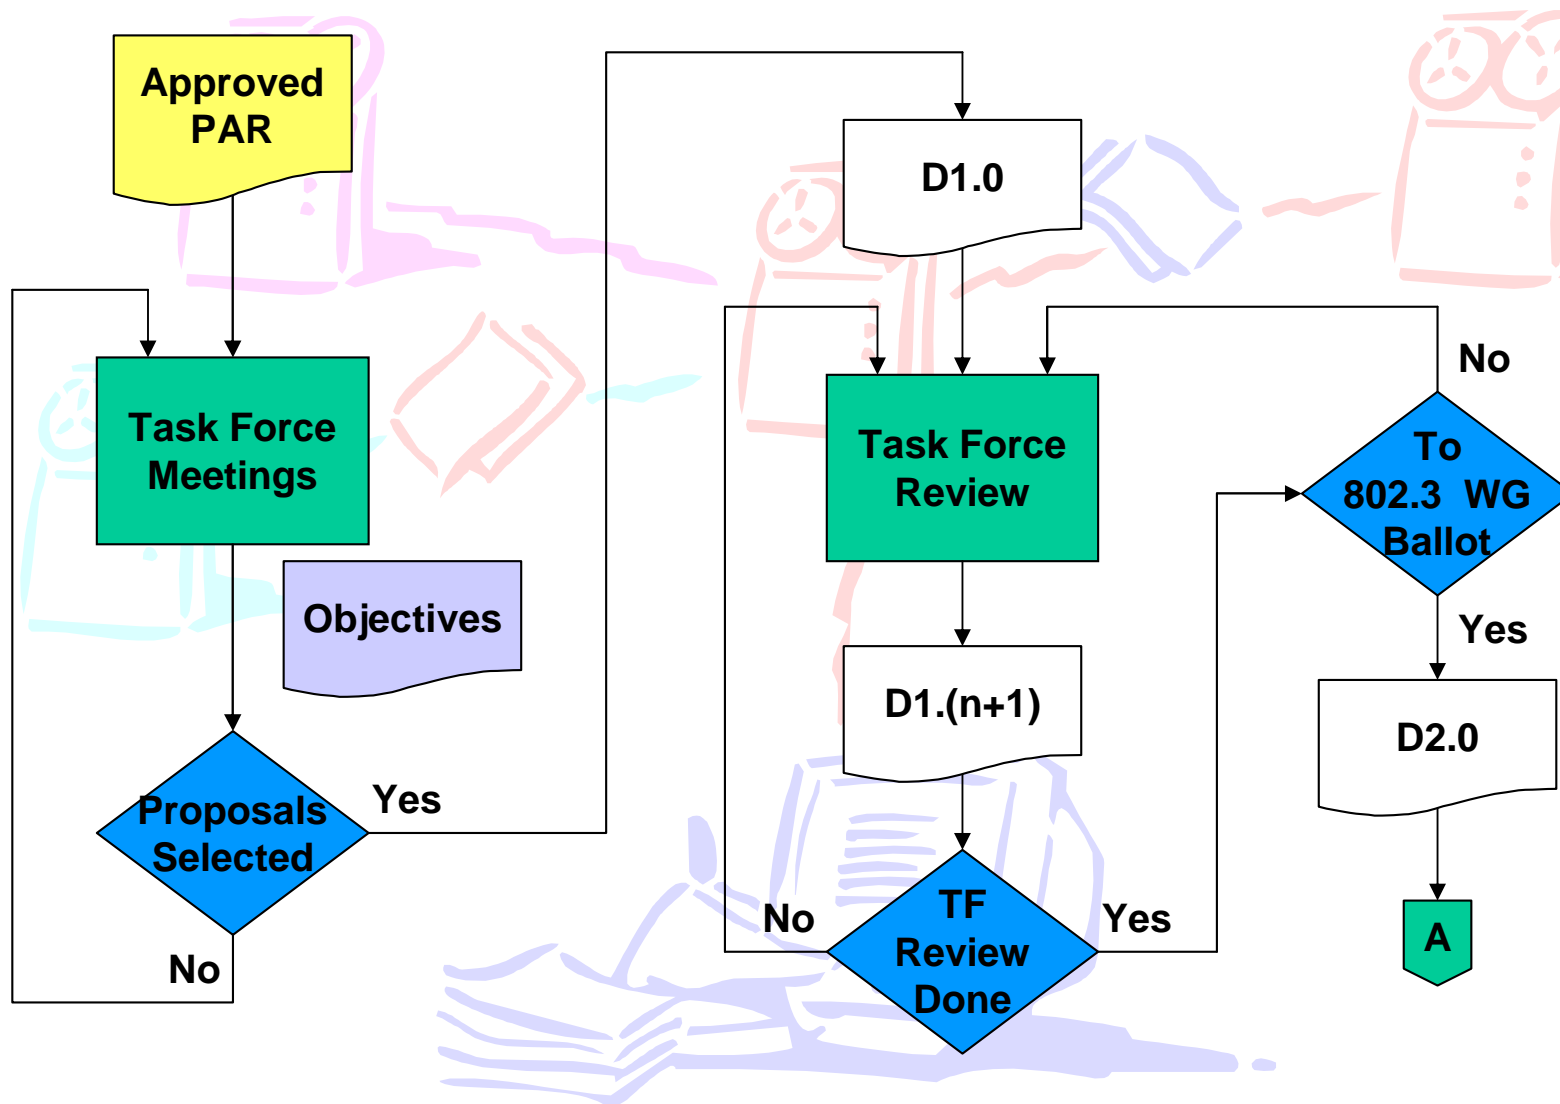 Approved
PAR
Task Force
Meetings
Objectives
Proposals
Selected
Yes
No
D1.0
Task Force
Review
D1.(n+1)
TF
Review
Done
No
Yes
To
802.3  WG
Ballot
No
Yes
D2.0
A